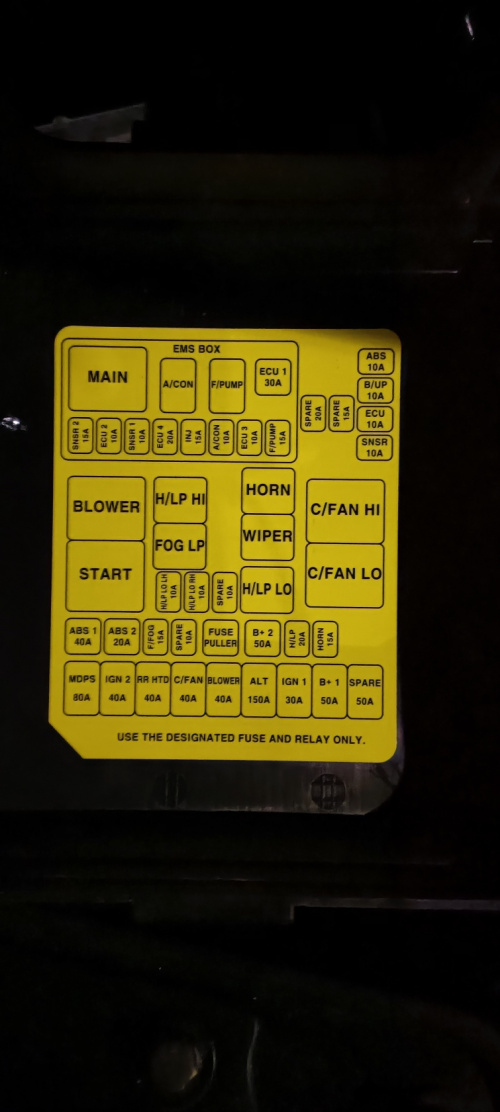 EMS BOX
MAIN
A/CON
F/PUMP
ECU 1
30A
SNSR 2
15A
ECU 2
10A
SNSR 1
10A
ECU 4
20A
INJ
15A
A/CON
10A
ECU 3
10A
F/PUMP
15A
SPARE
20A
SPARE
15A
ABS
10A
B/UP
10A
ECU
10A
SNSR
10A
BLOWER
H/LP HI
HORN
C/FAN HI
FOG LP
WIPER
START
H/LP LO LH
10A
H/LP LO RH
10A
SPARE
10A
H/LP LO
C/FAN LO
ABS 1
40A
ABS 2
20A
F/FOG
15A
SPARE
10A
FUSE
PULLER
B+ 2
50A
H/LP
20A
HORN
15A
MDPS
80A
IGN 2
40A
RR HTD
40A
C/FAN
40A
BLOWER
40A
ALT
150A
IGN 1
30A
B+ 1
50A
SPARE
50A
USE THE DESIGNATED FUSE AND RELAY ONLY.